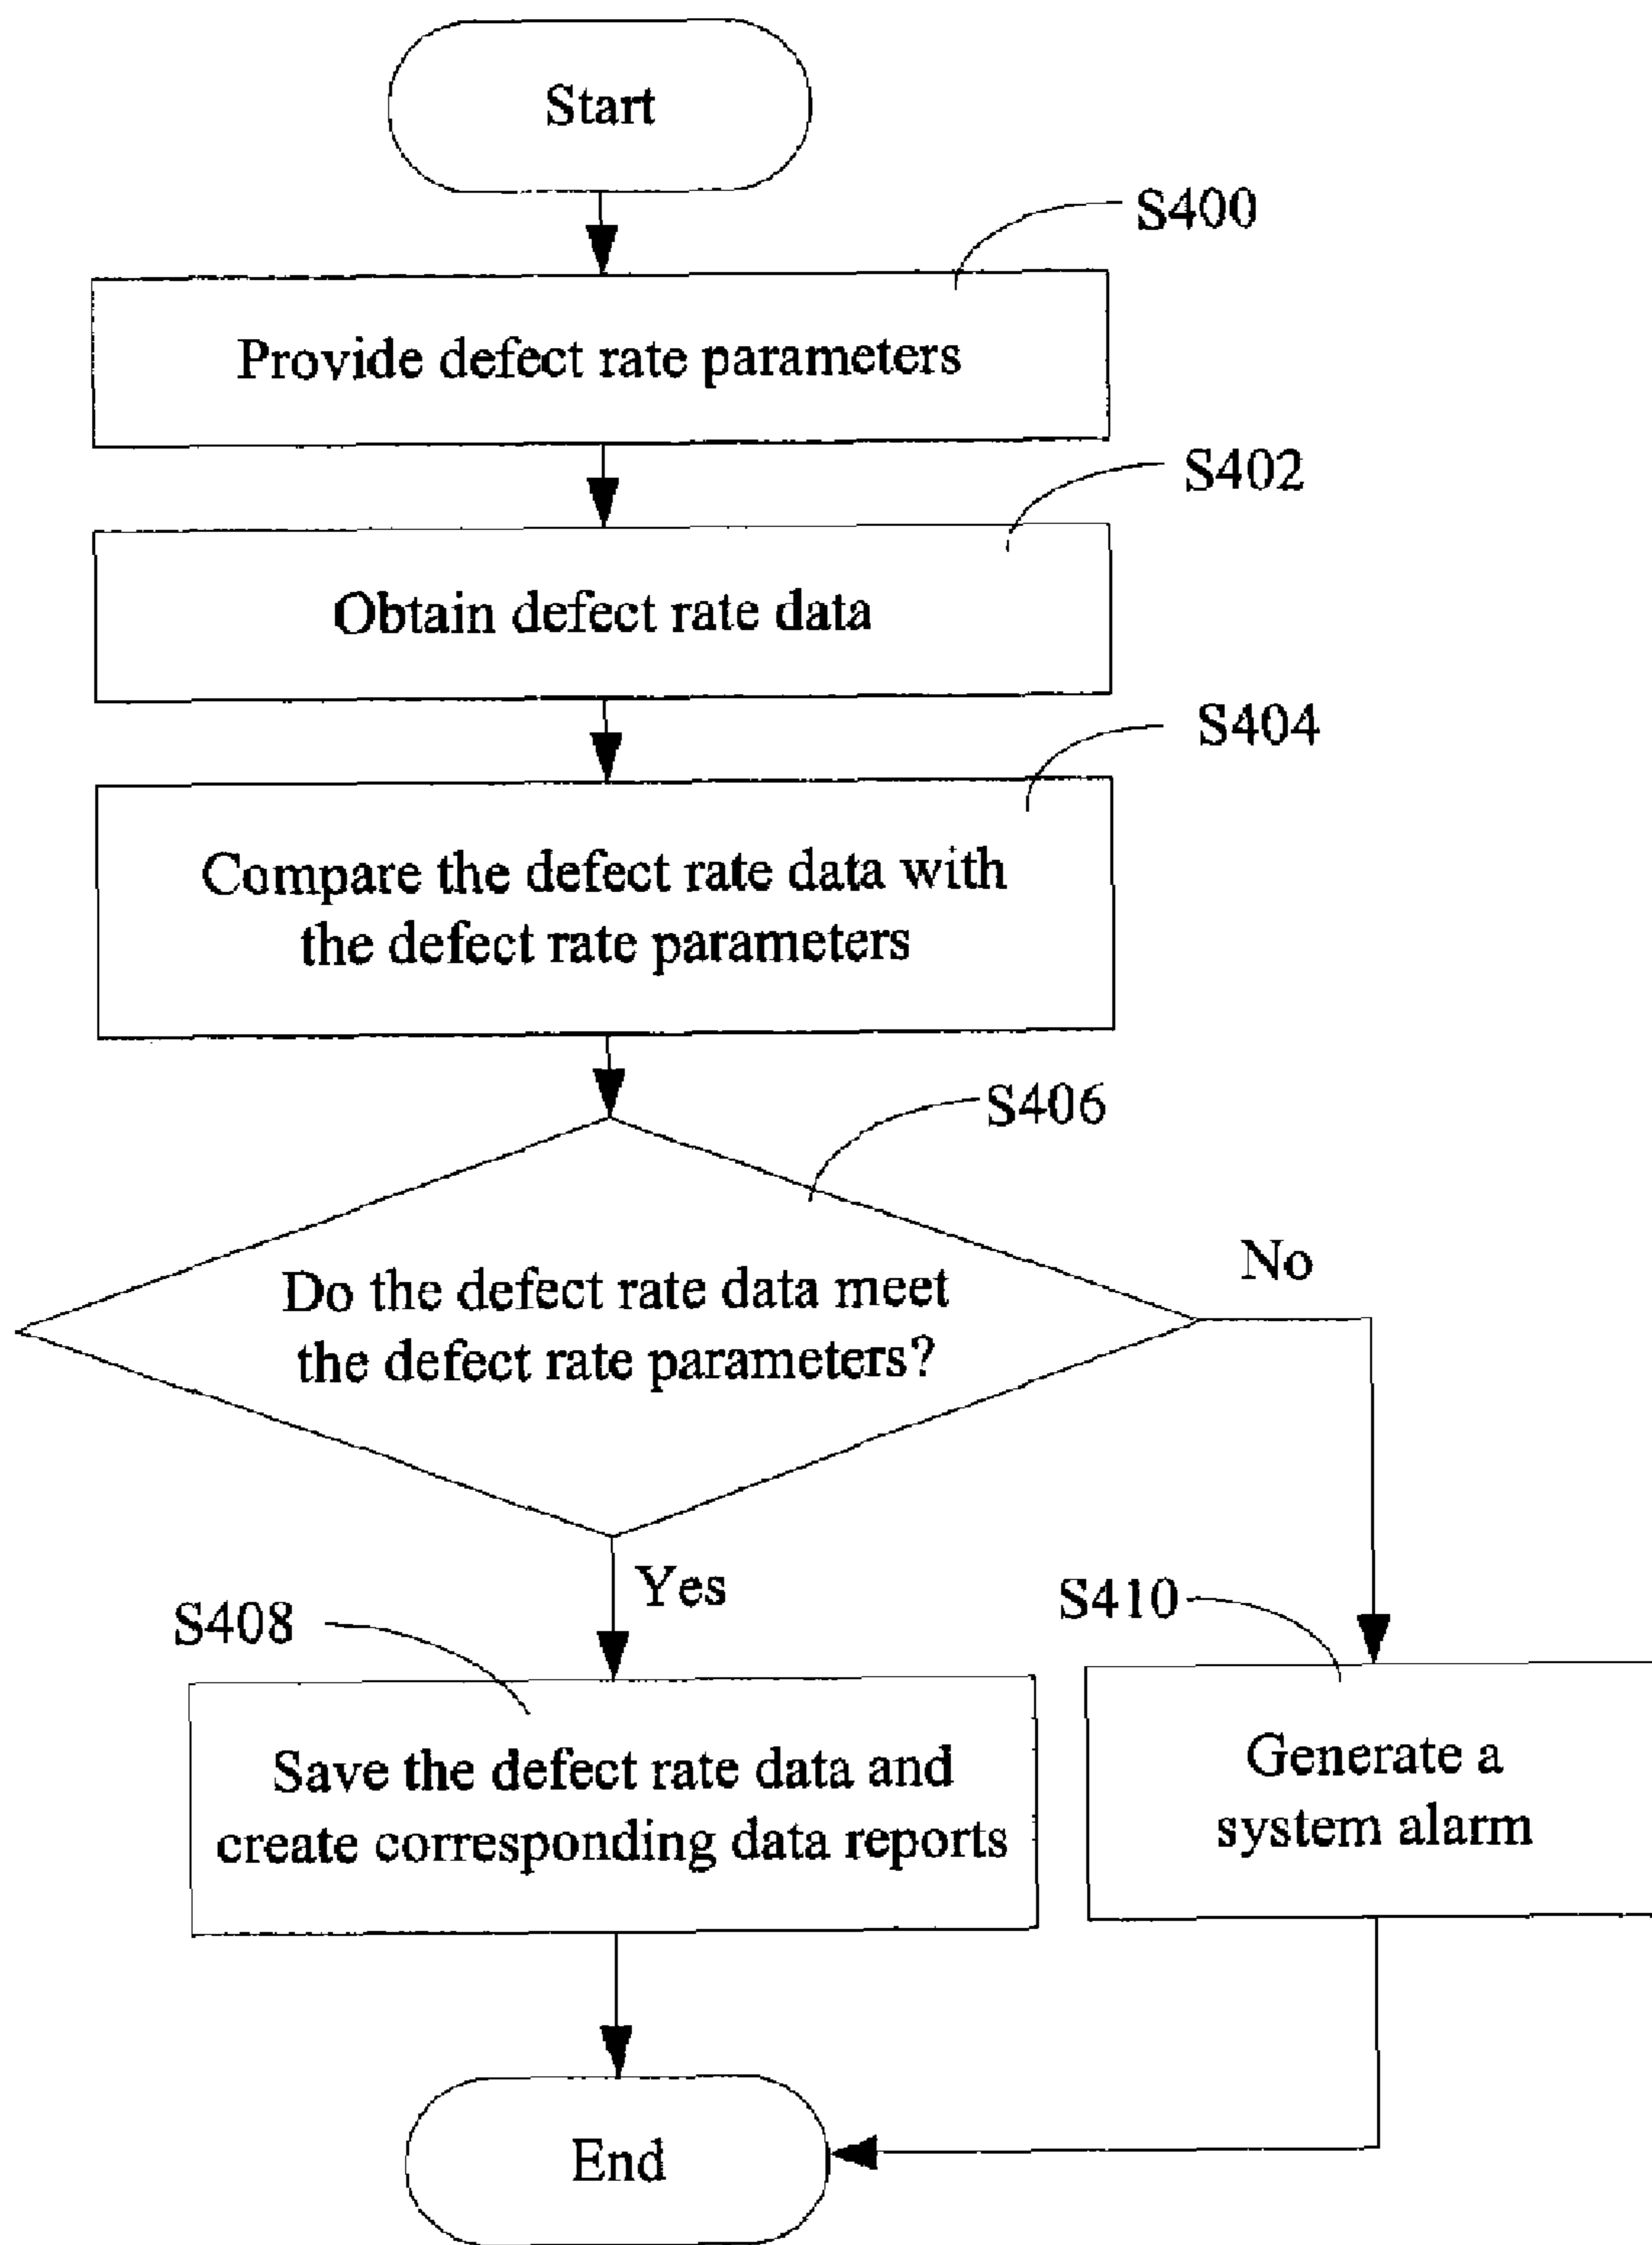 Start
S400
Provide defect rate parameters
S402
Obtain defect rate data
S404
Compare the defect rate data with
the defect rate parameters
S406
Do the defect rate data meet
the defect rate parameters?
No
Yes
S408
S410
Save the defect rate data and
create corresponding data reports
Generate a
system alarm
End